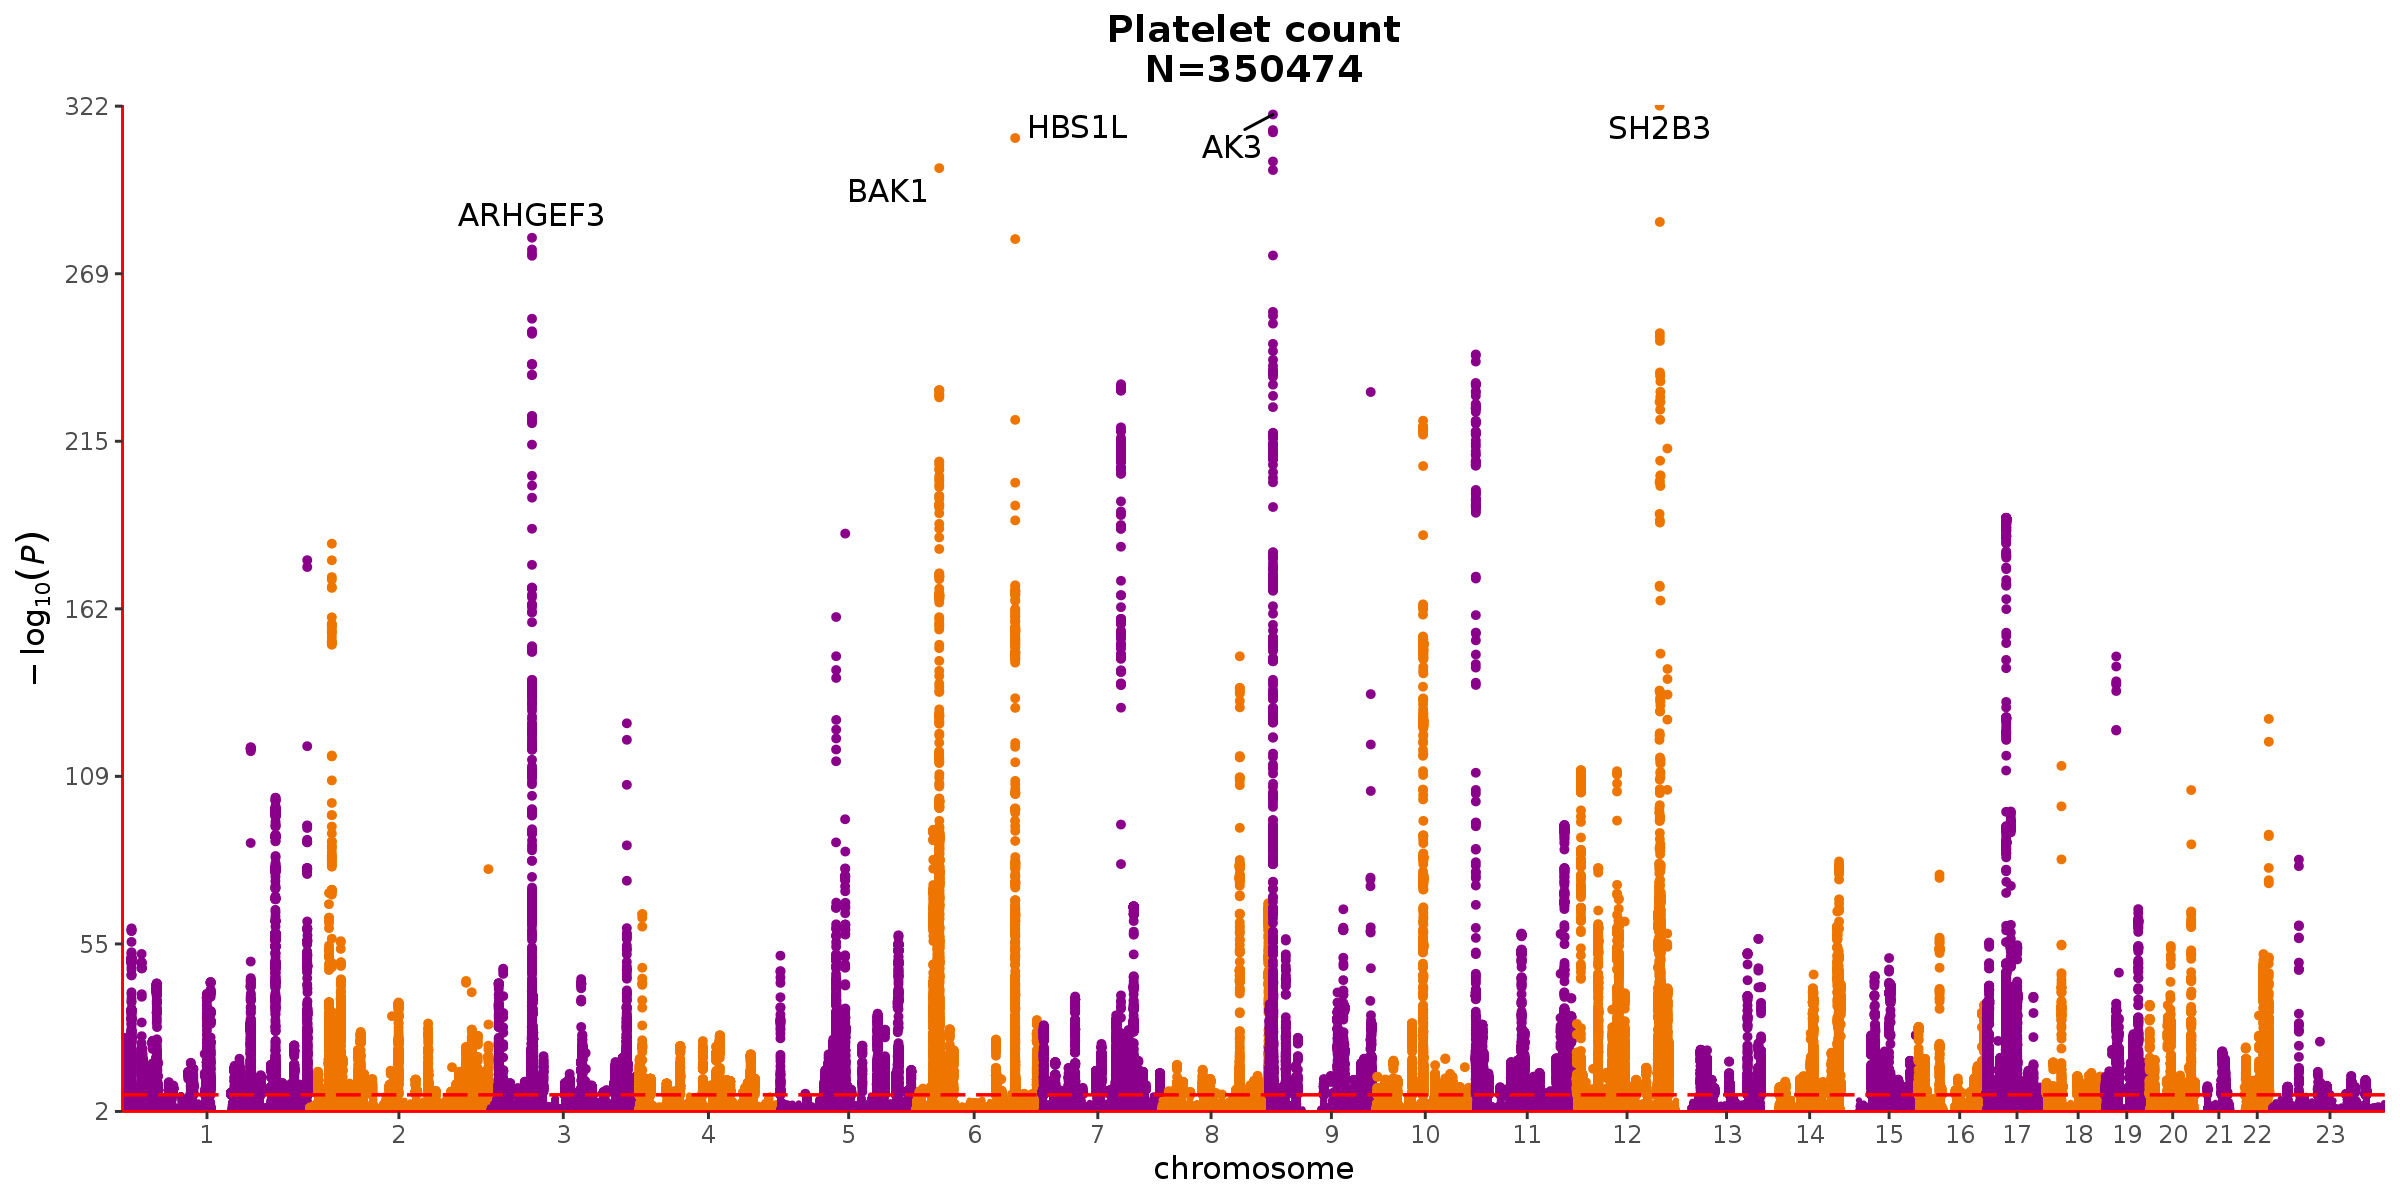 Platelet count
N=350474
322
269
215
162
109
55
2
−log10(P)
HBS1L
AK3
SH2B3
BAK1
ARHGEF3
1 2 3 4 5 6 7 8 9 10 11 12 13 14 15 16 17 18 19 20 21 22 23
chromosome